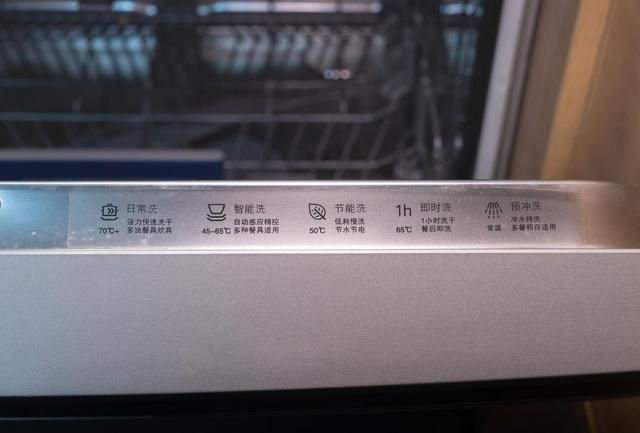 日常洗
强力快速洗干
70℃+ 多油餐具炊具
智能洗
自动感应精控
45–65℃ 多种餐具适用
节能洗
低耗慢洗
50℃ 节水节电
1h 即时洗
1小时洗干
65℃ 餐后即洗
预冲洗
冲水待洗
常温 多餐积存适用